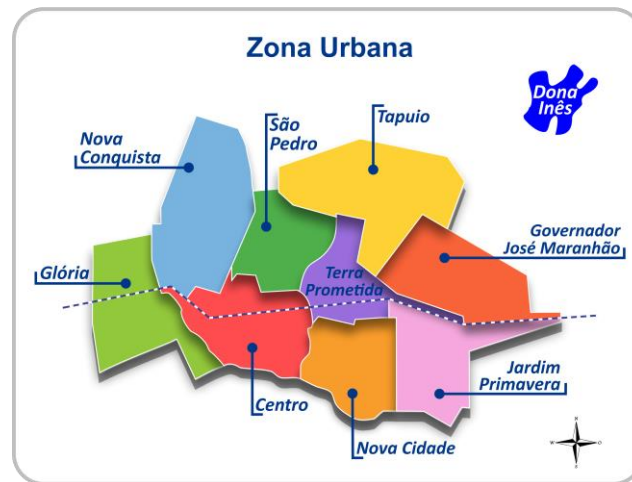 Zona Urbana
Dona
Inês
São
Pedro
Tapuio
Nova
Conquista
Governador
José Maranhão
Glória
Terra
Prometida
Jardim
Primavera
Centro
Nova Cidade